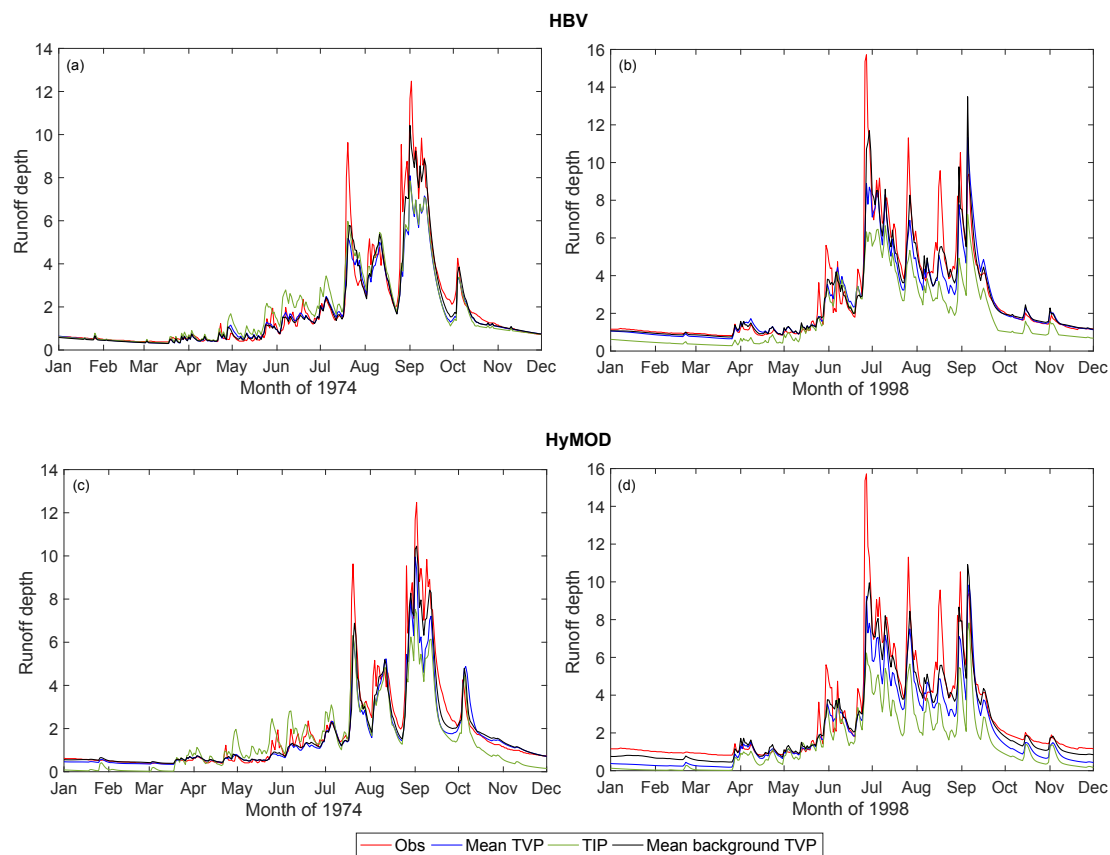 HBV
(a)
14
12
10
8
6
4
2
0
Runoff depth
Jan Feb Mar Apr May Jun Jul Aug Sep Oct Nov Dec
Month of 1974
(b)
16
14
12
10
8
6
4
2
0
Runoff depth
Jan Feb Mar Apr May Jun Jul Aug Sep Oct Nov Dec
Month of 1998
HyMOD
(c)
14
12
10
8
6
4
2
0
Runoff depth
Jan Feb Mar Apr May Jun Jul Aug Sep Oct Nov Dec
Month of 1974
(d)
16
14
12
10
8
6
4
2
0
Runoff depth
Jan Feb Mar Apr May Jun Jul Aug Sep Oct Nov Dec
Month of 1998
Obs Mean TVP TIP Mean background TVP